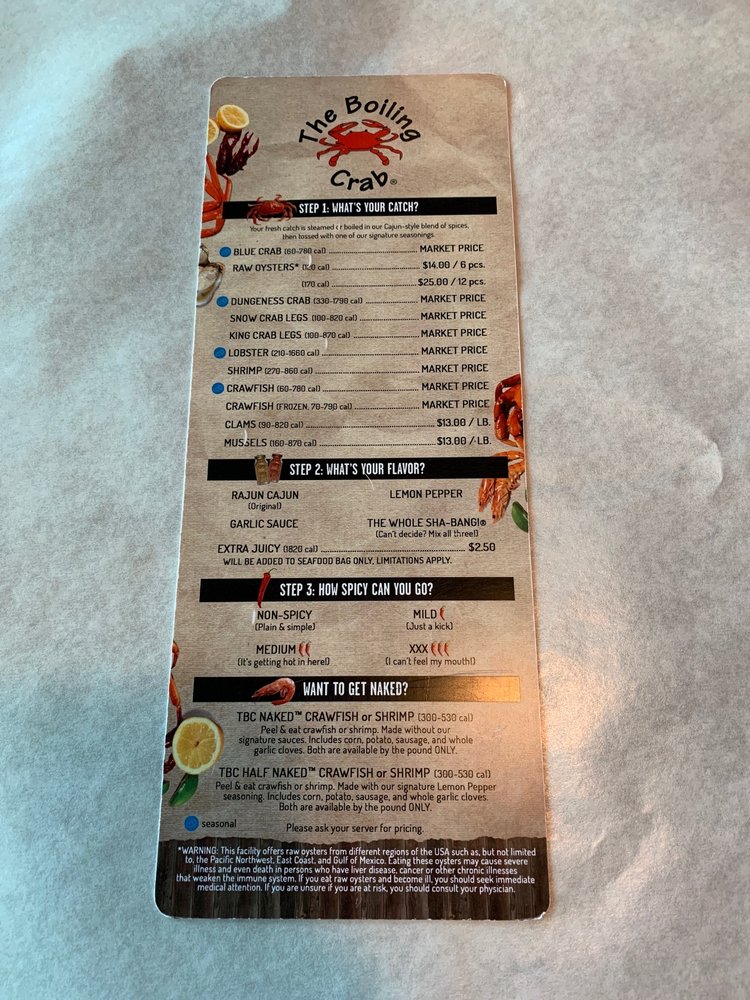 The Boiling
Crab®
STEP 1: WHAT'S YOUR CATCH?
Your fresh catch is steamed or boiled in our Cajun-style blend of spices,
then tossed with one of our signature seasonings.
BLUE CRAB (60-780 cal) MARKET PRICE
RAW OYSTERS* (120 cal) $14.00 / 6 pcs.
(170 cal) $25.00 / 12 pcs.
DUNGENESS CRAB (330-1790 cal) MARKET PRICE
SNOW CRAB LEGS (100-820 cal) MARKET PRICE
KING CRAB LEGS (100-870 cal) MARKET PRICE
LOBSTER (210-1660 cal) MARKET PRICE
SHRIMP (270-860 cal) MARKET PRICE
CRAWFISH (60-780 cal) MARKET PRICE
CRAWFISH (FROZEN, 70-790 cal) MARKET PRICE
CLAMS (90-820 cal) $13.00 / LB.
MUSSELS (160-870 cal) $13.00 / LB.
STEP 2: WHAT'S YOUR FLAVOR?
RAJUN CAJUN LEMON PEPPER
(Original)
GARLIC SAUCE THE WHOLE SHA-BANG!®
(Can't decide? Mix all three!)
EXTRA JUICY (1820 cal) $2.50
WILL BE ADDED TO SEAFOOD BAG ONLY, LIMITATIONS APPLY.
STEP 3: HOW SPICY CAN YOU GO?
NON-SPICY MILD
(Plain & simple) (Just a kick)
MEDIUM XXX
(It's getting hot in here!) (I can't feel my mouth!)
WANT TO GET NAKED?
TBC NAKED™ CRAWFISH or SHRIMP (300-530 cal)
Peel & eat crawfish or shrimp. Made without our
signature sauces. Includes corn, potato, sausage, and whole
garlic cloves. Both are available by the pound ONLY.
TBC HALF NAKED™ CRAWFISH or SHRIMP (300-530 cal)
Peel & eat crawfish or shrimp. Made with our signature Lemon Pepper
seasoning. Includes corn, potato, sausage, and whole garlic cloves.
Both are available by the pound ONLY.
seasonal Please ask your server for pricing.
*WARNING: This facility offers raw oysters from different regions of the USA such as, but not limited
to, the Pacific Northwest, East Coast, and Gulf of Mexico. Eating these oysters may cause severe
illness and even death in persons who have liver disease, cancer or other chronic illnesses
that weaken the immune system. If you eat raw oysters and become ill, you should seek immediate
medical attention. If you are unsure if you are at risk, you should consult your physician.